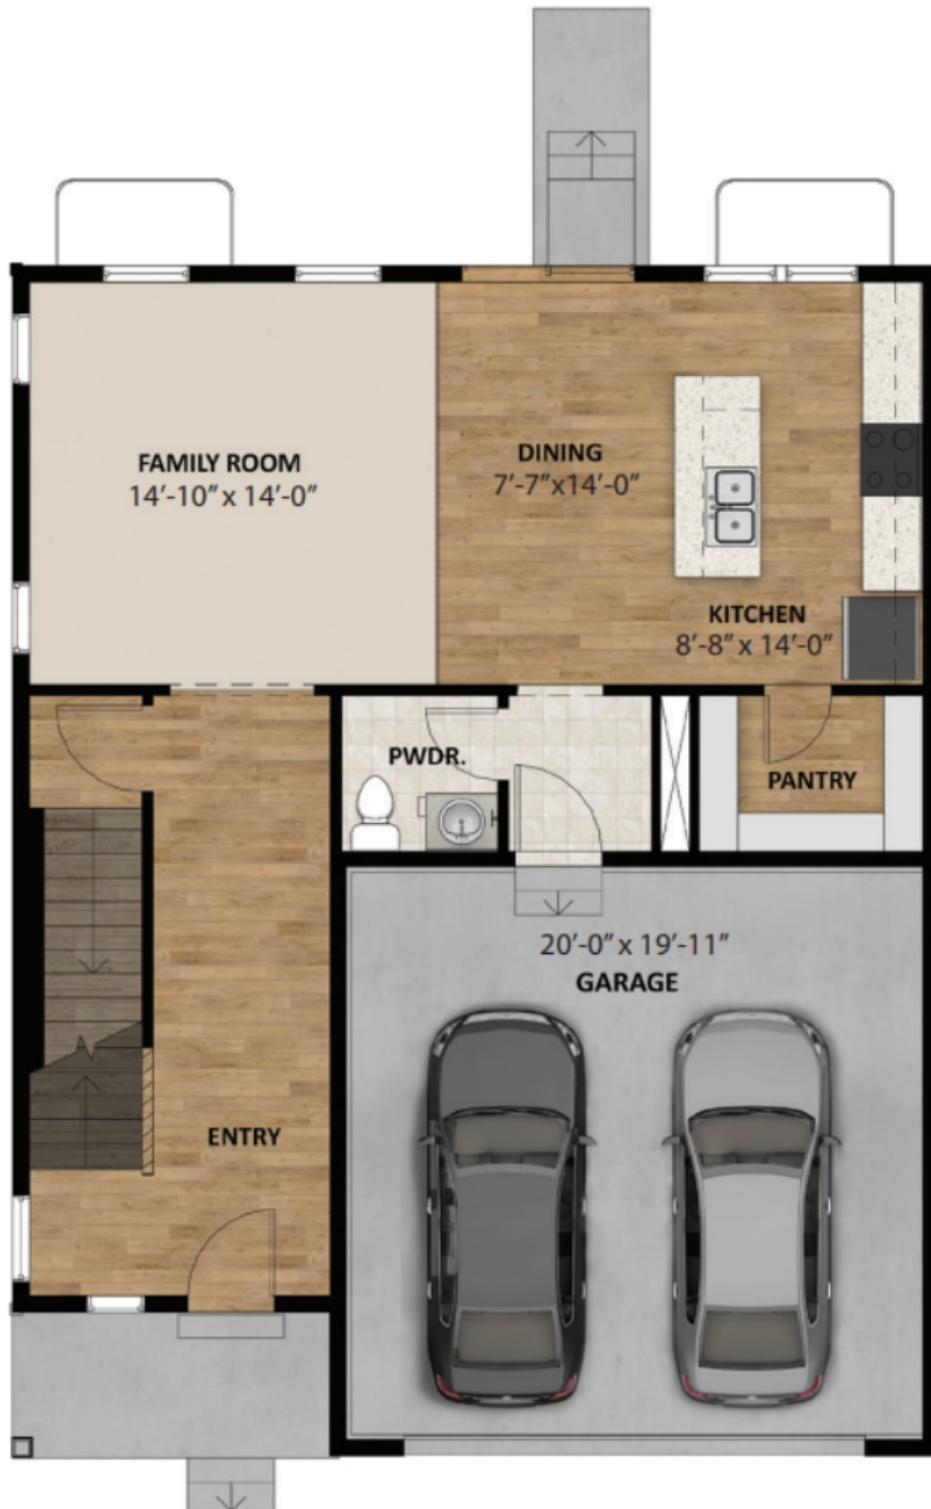 FAMILY ROOM
14'-10" x 14'-0"
DINING
7'-7"x14'-0"
KITCHEN
8'-8" x 14'-0"
PWDR.
PANTRY
20'-0" x 19'-11"
GARAGE
ENTRY